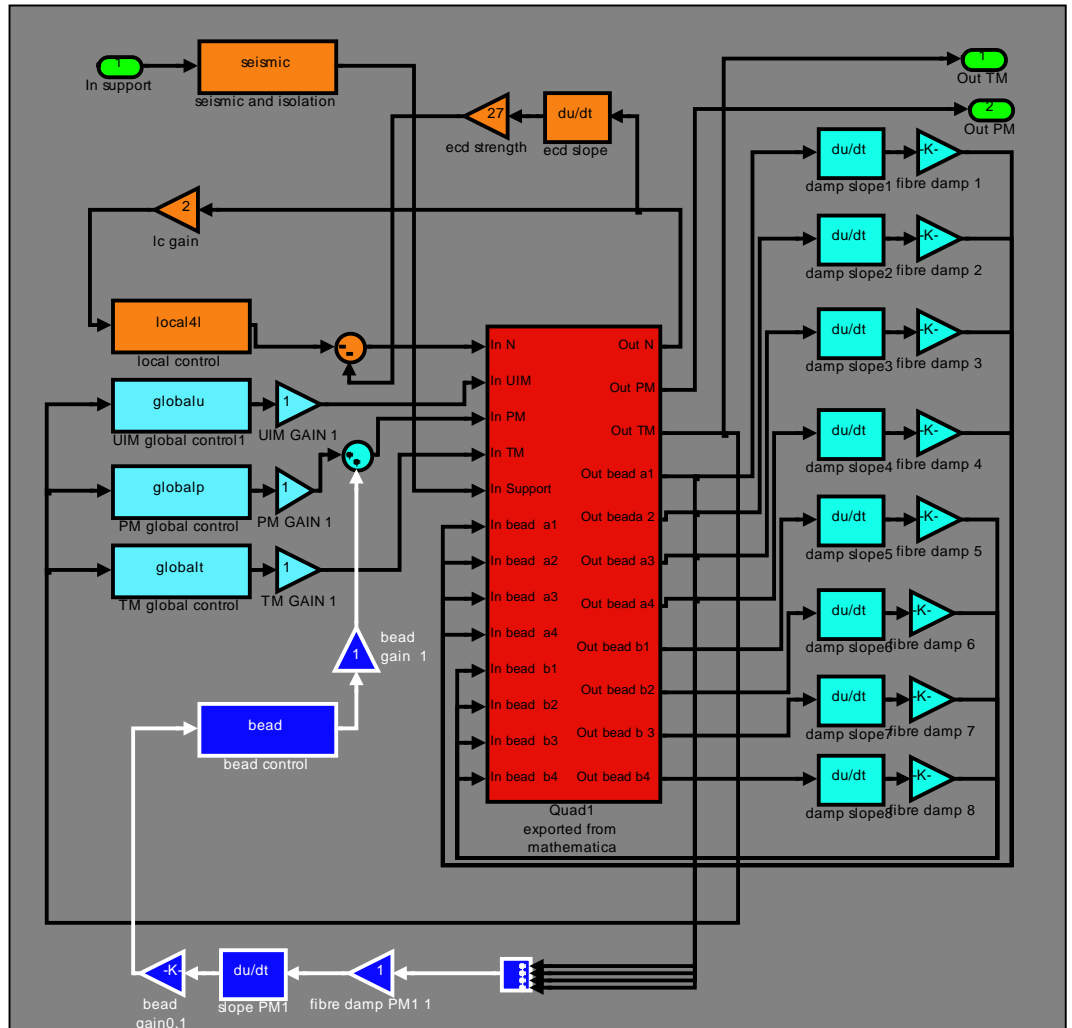 1
In support
seismic
seismic and isolation
27
ecd strength
du/dt
ecd slope
1
Out TM
2
Out PM
2
lc gain
local4l
local control
globalu
UIM global control1
1
UIM GAIN 1
globalp
PM global control
1
PM GAIN 1
globalt
TM global control
1
TM GAIN 1
In N
In UIM
In PM
In TM
In Support
In bead a1
In bead a2
In bead a3
In bead a4
In bead b1
In bead b2
In bead b3
In bead b4
Out N
Out PM
Out TM
Out bead a1
Out beada 2
Out bead a3
Out bead a4
Out bead b1
Out bead b2
Out bead b 3
Out bead b4
Quad1
exported from
mathematica
du/dt
damp slope1
-K-
fibre damp 1
du/dt
damp slope2
-K-
fibre damp 2
du/dt
damp slope3
-K-
fibre damp 3
du/dt
damp slope4
-K-
fibre damp 4
du/dt
damp slope5
-K-
fibre damp 5
du/dt
damp slope6
-K-
fibre damp 6
du/dt
damp slope7
-K-
fibre damp 7
du/dt
damp slope8
-K-
fibre damp 8
1
bead
gain 1
bead
bead control
-K-
bead
gain0.1
du/dt
slope PM1
1
fibre damp PM1 1